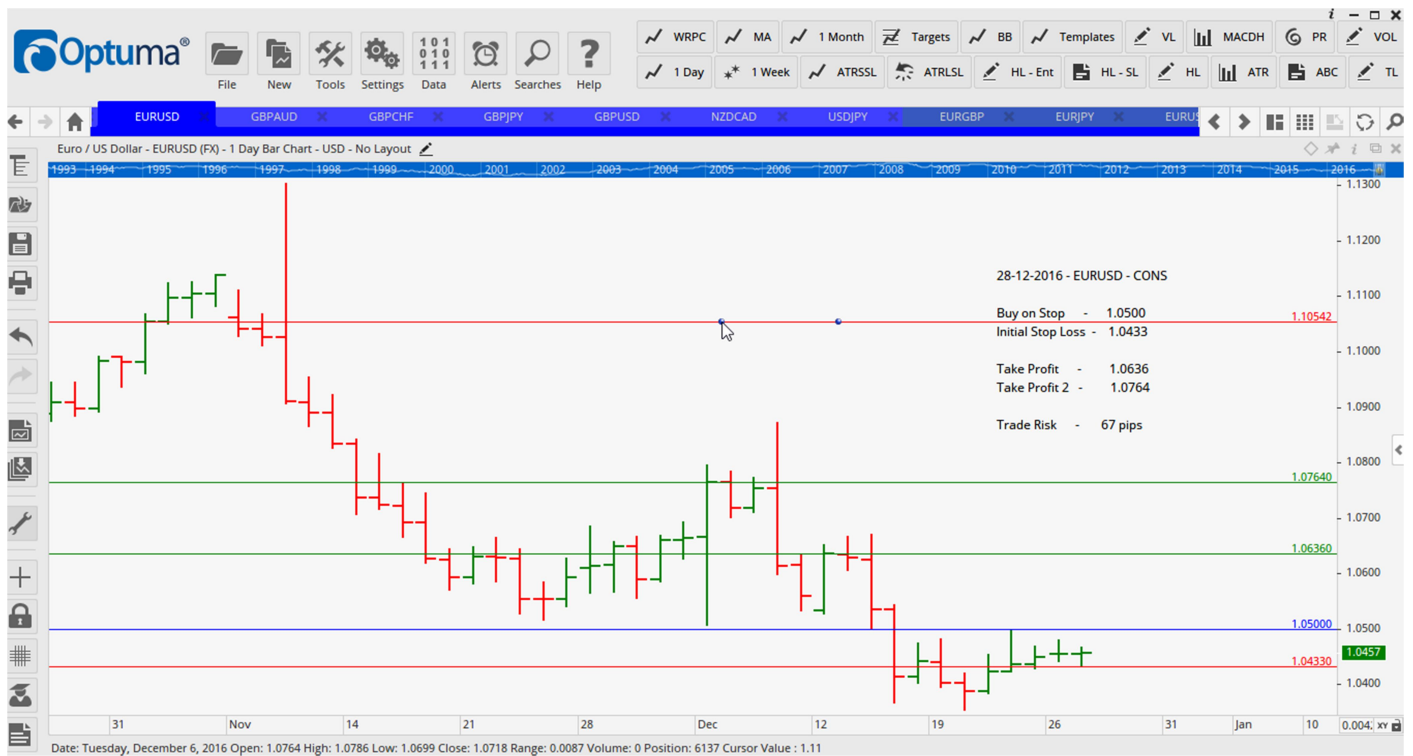 i
Optuma®
File New Tools Settings Data Alerts Searches Help
101
010
111
WRPC MA 1 Month Targets BB Templates VL MACDH PR VOL
1 Day 1 Week ATRSSL ATRLSL HL - Ent HL - SL HL ATR ABC TL
EURUSD GBPAUD GBPCHF GBPJPY GBPUSD NZDCAD USDJPY EURGBP EURJPY
Euro / US Dollar - EURUSD (FX) - 1 Day Bar Chart - USD - No Layout
1993 1994 1995 1996 1997 1998 1999 2000 2001 2002 2003 2004 2005 2006 2007 2008 2009 2010 2011 2012 2013 2014 2015 2016
1.1300
1.1200
28-12-2016 - EURUSD - CONS
1.1100
Buy on Stop - 1.0500
1.10542
Initial Stop Loss - 1.0433
1.1000
Take Profit - 1.0636
Take Profit 2 - 1.0764
1.0900
Trade Risk - 67 pips
1.0800
1.07640
1.0700
1.06360
1.0600
1.05000
1.0500
1.0457
1.04330
1.0400
31 Nov 14 21 28 Dec 12 19 26 31 Jan 10 0.004 XY
Date: Tuesday, December 6, 2016 Open: 1.0764 High: 1.0786 Low: 1.0699 Close: 1.0718 Range: 0.0087 Volume: 0 Position: 6137 Cursor Value : 1.11